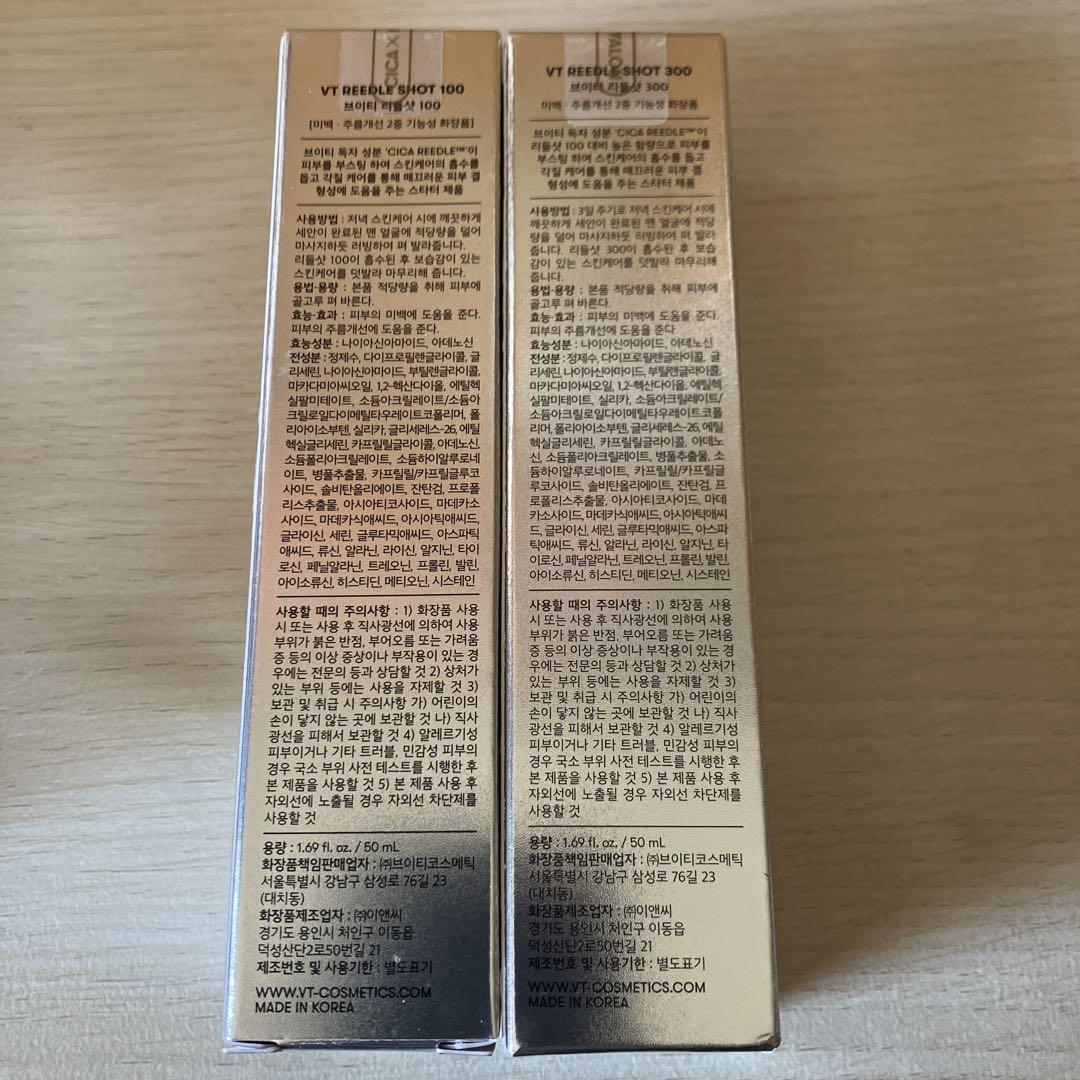 CICA X
VT REEDLE SHOT 100
브이티 리들샷 100
[미백 · 주름개선 2종 기능성 화장품]
브이티 독자 성분 'CICA REEDLE™'이
피부를 부스팅 하여 스킨케어의 흡수를
돕고 각질 케어를 통해 매끄러운 피부 결
형성에 도움을 주는 스타터 제품
사용방법 : 저녁 스킨케어 시에 깨끗하게
세안이 완료된 맨 얼굴에 적당량을 덜어
마사지하듯 러빙하여 펴 발라줍니다.
리들샷 100이 흡수된 후 보습감이 있는
스킨케어를 덧발라 마무리해 줍니다.
용법·용량 : 본품 적당량을 취해 피부에
골고루 펴 바른다.
효능·효과 : 피부의 미백에 도움을 준다.
피부의 주름개선에 도움을 준다.
효능성분 : 나이아신아마이드, 아데노신
전성분 : 정제수, 다이프로필렌글라이콜, 글
리세린, 나이아신아마이드, 부틸렌글라이콜,
마카다미아씨오일, 1,2-헥산다이올, 에틸헥
실팔미테이트, 소듐아크릴레이트/소듐아
크릴로일다이메틸타우레이트코폴리머, 폴
리아이소부텐, 실리카, 글리세레스-26, 에틸
헥실글리세린, 카프릴릴글라이콜, 아데노신,
소듐폴리아크릴레이트, 소듐하이알루로네
이트, 병풀추출물, 카프릴릴/카프릴글루코
사이드, 솔비탄올리에이트, 잔탄검, 프로폴
리스추출물, 아시아티코사이드, 마데카소
사이드, 마데카식애씨드, 아시아틱애씨드,
글라이신, 세린, 글루타믹애씨드, 아스파틱
애씨드, 류신, 알라닌, 라이신, 알지닌, 타이
로신, 페닐알라닌, 트레오닌, 프롤린, 발린,
아이소류신, 히스티딘, 메티오닌, 시스테인
사용할 때의 주의사항 : 1) 화장품 사용
시 또는 사용 후 직사광선에 의하여 사용
부위가 붉은 반점, 부어오름 또는 가려움
증 등의 이상 증상이나 부작용이 있는 경
우에는 전문의 등과 상담할 것 2) 상처가
있는 부위 등에는 사용을 자제할 것 3)
보관 및 취급 시 주의사항 가) 어린이의
손이 닿지 않는 곳에 보관할 것 나) 직사
광선을 피해서 보관할 것 4) 알레르기성
피부이거나 기타 트러블, 민감성 피부의
경우 국소 부위 사전 테스트를 시행한 후
본 제품을 사용할 것 5) 본 제품 사용 후
자외선에 노출될 경우 자외선 차단제를
사용할 것
용량 : 1.69 fl. oz. / 50 mL
화장품책임판매업자 : ㈜브이티코스메틱
서울특별시 강남구 삼성로 76길 23
(대치동)
화장품제조업자 : ㈜이앤씨
경기도 용인시 처인구 이동읍
덕성산단2로50번길 21
제조번호 및 사용기한 : 별도표기
WWW.VT-COSMETICS.COM
MADE IN KOREA
VT REEDLE SHOT 300
브이티 리들샷 300
미백 · 주름개선 2종 기능성 화장품
브이티 독자 성분 'CICA REEDLE™'이
리들샷 100 대비 높은 함량으로 피부를
부스팅 하여 스킨케어의 흡수를 돕고
각질 케어를 통해 매끄러운 피부 결
형성에 도움을 주는 스타터 제품
사용방법 : 3일 주기로 저녁 스킨케어 시에
깨끗하게 세안이 완료된 맨 얼굴에 적당
량을 덜어 마사지하듯 러빙하여 펴 발라
줍니다. 리들샷 300이 흡수된 후 보습
감이 있는 스킨케어를 덧발라 마무리해
줍니다.
용법·용량 : 본품 적당량을 취해 피부에
골고루 펴 바른다.
효능·효과 : 피부의 미백에 도움을 준다.
피부의 주름개선에 도움을 준다.
효능성분 : 나이아신아마이드, 아데노신
전성분 : 정제수, 다이프로필렌글라이콜, 글
리세린, 나이아신아마이드, 부틸렌글라이콜,
마카다미아씨오일, 1,2-헥산다이올, 에틸헥
실팔미테이트, 실리카, 소듐아크릴레이트/
소듐아크릴로일다이메틸타우레이트코폴
리머, 폴리아이소부텐, 글리세레스-26, 에틸
헥실글리세린, 카프릴릴글라이콜, 아데노
신, 소듐폴리아크릴레이트, 병풀추출물, 소
듐하이알루로네이트, 카프릴릴/카프릴글
루코사이드, 솔비탄올리에이트, 잔탄검, 프
로폴리스추출물, 아시아티코사이드, 마데
카소사이드, 마데카식애씨드, 아시아틱애씨
드, 글라이신, 세린, 글루타믹애씨드, 아스파
틱애씨드, 류신, 알라닌, 라이신, 알지닌, 타
이로신, 페닐알라닌, 트레오닌, 프롤린, 발린,
아이소류신, 히스티딘, 메티오닌, 시스테인
사용할 때의 주의사항 : 1) 화장품 사용
시 또는 사용 후 직사광선에 의하여 사용
부위가 붉은 반점, 부어오름 또는 가려움
증 등의 이상 증상이나 부작용이 있는 경
우에는 전문의 등과 상담할 것 2) 상처가
있는 부위 등에는 사용을 자제할 것 3)
보관 및 취급 시 주의사항 가) 어린이의
손이 닿지 않는 곳에 보관할 것 나) 직사
광선을 피해서 보관할 것 4) 알레르기성
피부이거나 기타 트러블, 민감성 피부의
경우 국소 부위 사전 테스트를 시행한 후
본 제품을 사용할 것 5) 본 제품 사용 후
자외선에 노출될 경우 자외선 차단제를
사용할 것
용량 : 1.69 fl. oz. / 50 mL
화장품책임판매업자 : ㈜브이티코스메틱
서울특별시 강남구 삼성로 76길 23
(대치동)
화장품제조업자 : ㈜이앤씨
경기도 용인시 처인구 이동읍
덕성산단2로50번길 21
제조번호 및 사용기한 : 별도표기
WWW.VT-COSMETICS.COM
MADE IN KOREA